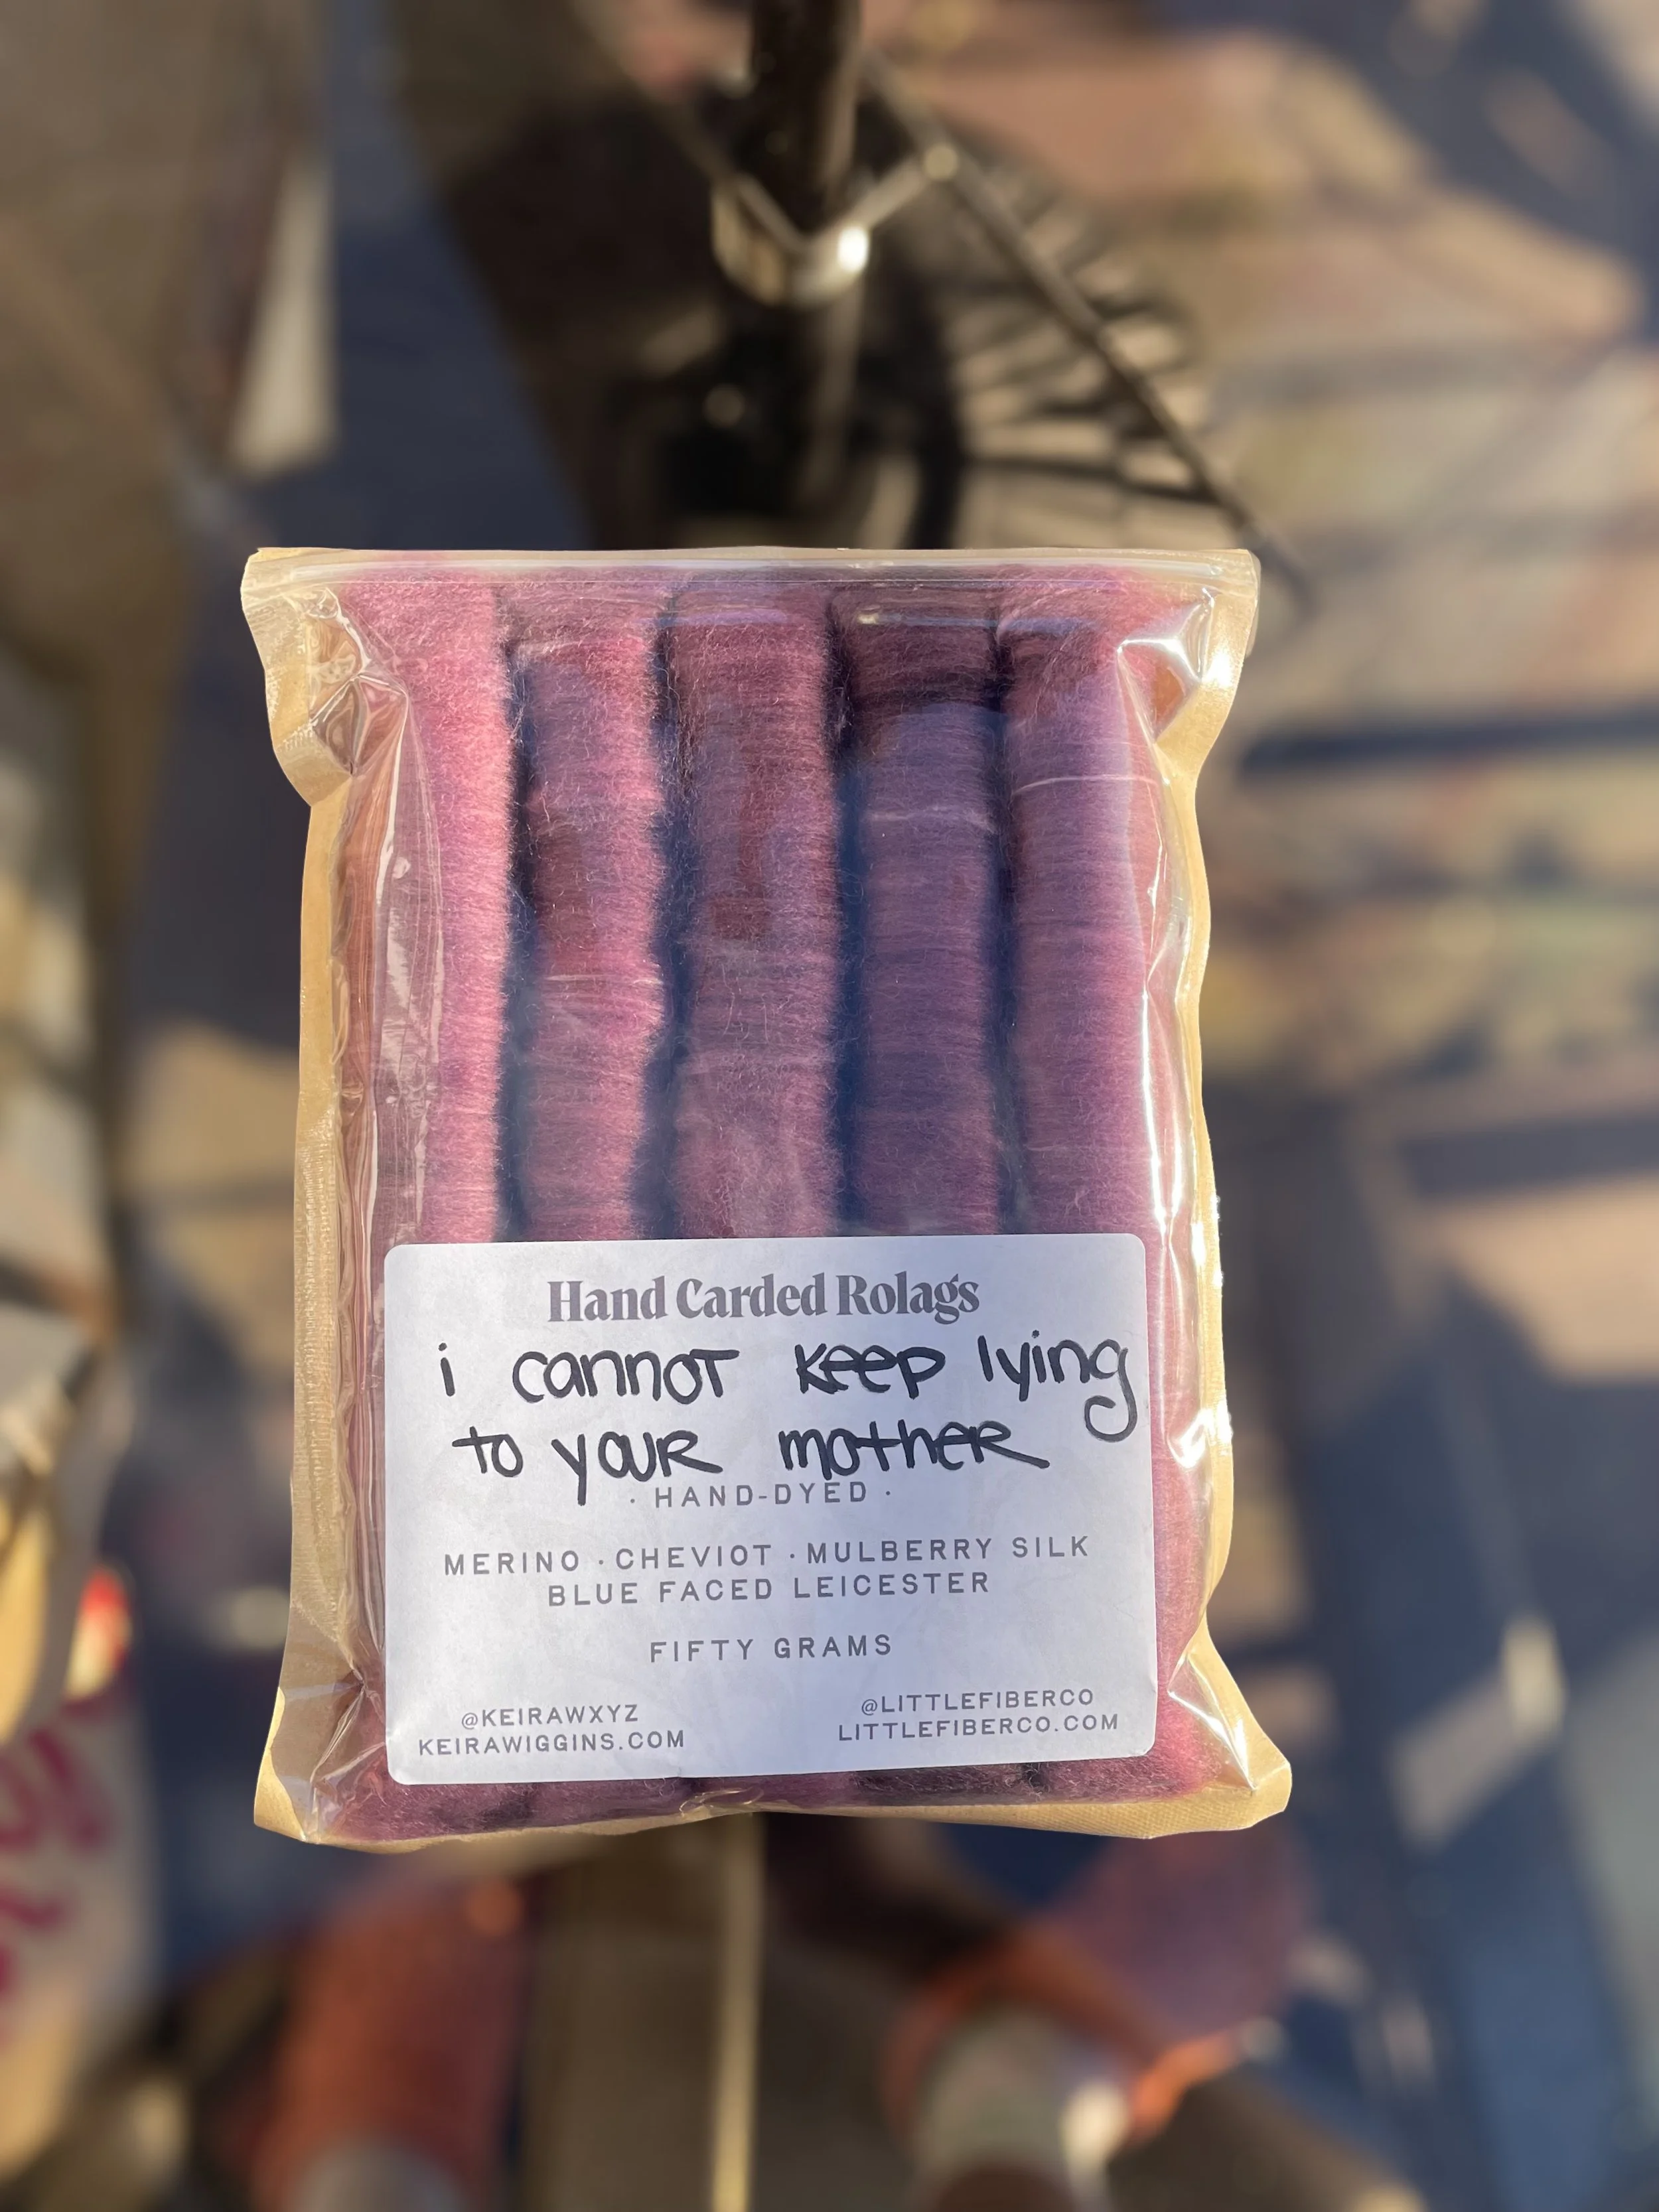 Hand Carded Rolags
i cannot keep lying
to your mother
· HAND-DYED ·
MERINO · CHEVIOT · MULBERRY SILK
BLUE FACED LEICESTER
FIFTY GRAMS
@KEIRAWXYZ
KEIRAWIGGINS.COM
@LITTLEFIBERCO
LITTLEFIBERCO.COM